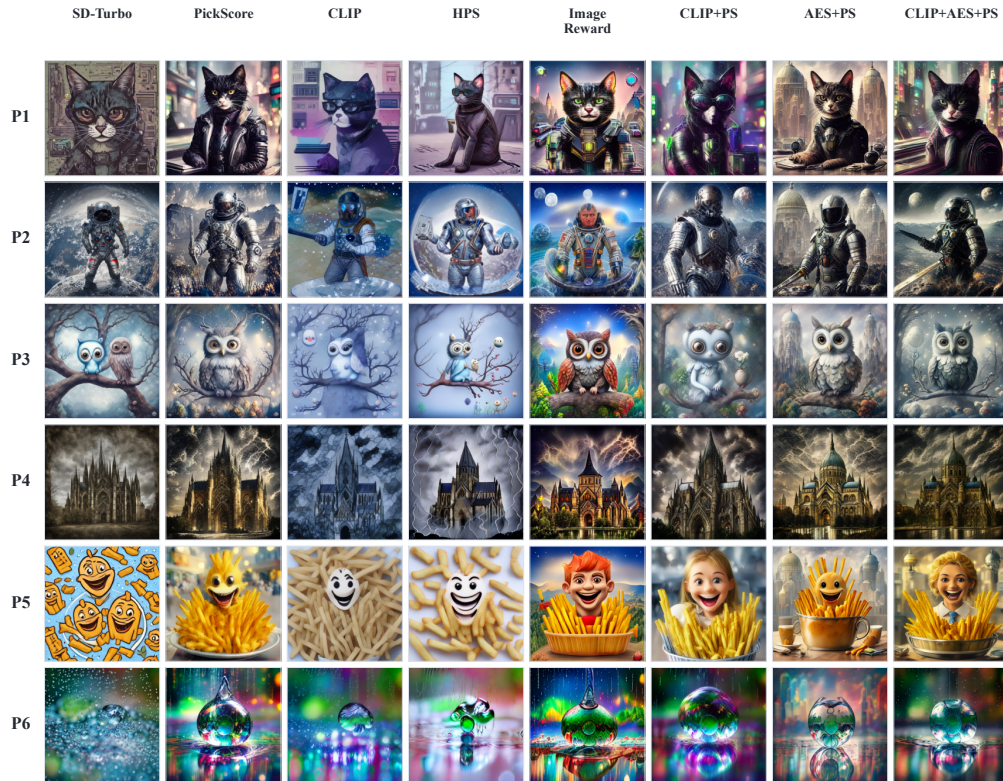 SD-Turbo PickScore CLIP HPS Image Reward CLIP+PS AES+PS CLIP+AES+PS
P1
P2
P3
P4
P5
P6